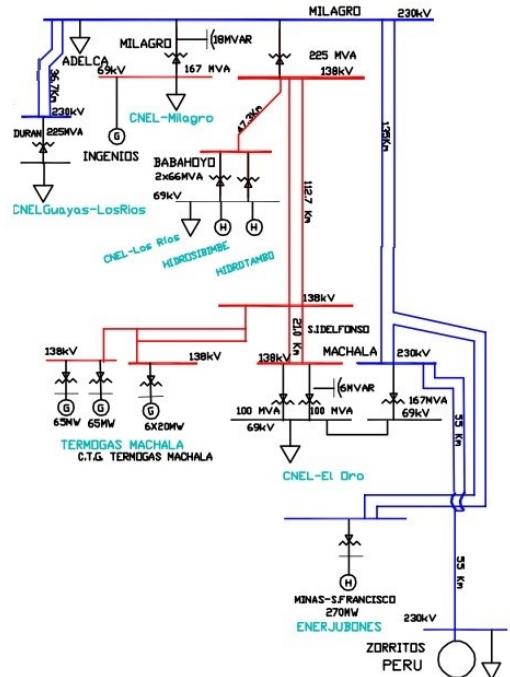 MILAGRO 230kV
ADELCA
MILAGRO
18MVAR
225 MVA
69kV
167 MVA
138kV
96.7Km
230kV
DURAN 225MVA
CNEL-Milagro
INGENIOS
G
47.3Km
135Km
BABAHOYO
2x66MVA
69kV
CNELGuayas-LosRios
112.7 Km
H
H
CNEL-Los Ríos
HIDROSIBIMBE
HIDROTAMBO
138kV
S.IDELFONSO
21.0 Km
MACHALA
138kV
138kV
138kV
230kV
6MVAR
167MVA
G
G
G
65MW
65MW
6X20MW
100 MVA
100 MVA
69kV
69kV
TERMOGAS MACHALA
C.T.G. TERMOGAS MACHALA
CNEL-El Oro
55 Km
H
MINAS-S.FRANCISCO
270MW
ENERJUBONES
55 Km
230kV
ZORRITOS
PERU